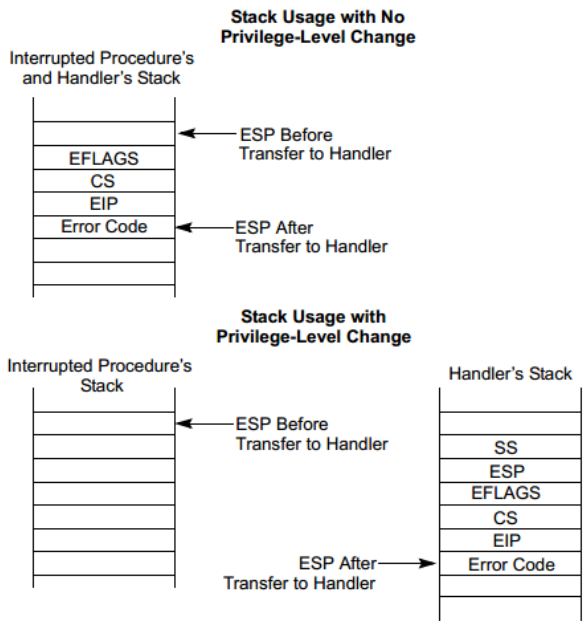 Stack Usage with No
Privilege-Level Change
Interrupted Procedure's
and Handler's Stack
ESP Before
Transfer to Handler
EFLAGS
CS
EIP
Error Code
ESP After
Transfer to Handler
Stack Usage with
Privilege-Level Change
Interrupted Procedure's
Stack
Handler's Stack
ESP Before
Transfer to Handler
SS
ESP
EFLAGS
CS
EIP
ESP After
Transfer to Handler
Error Code